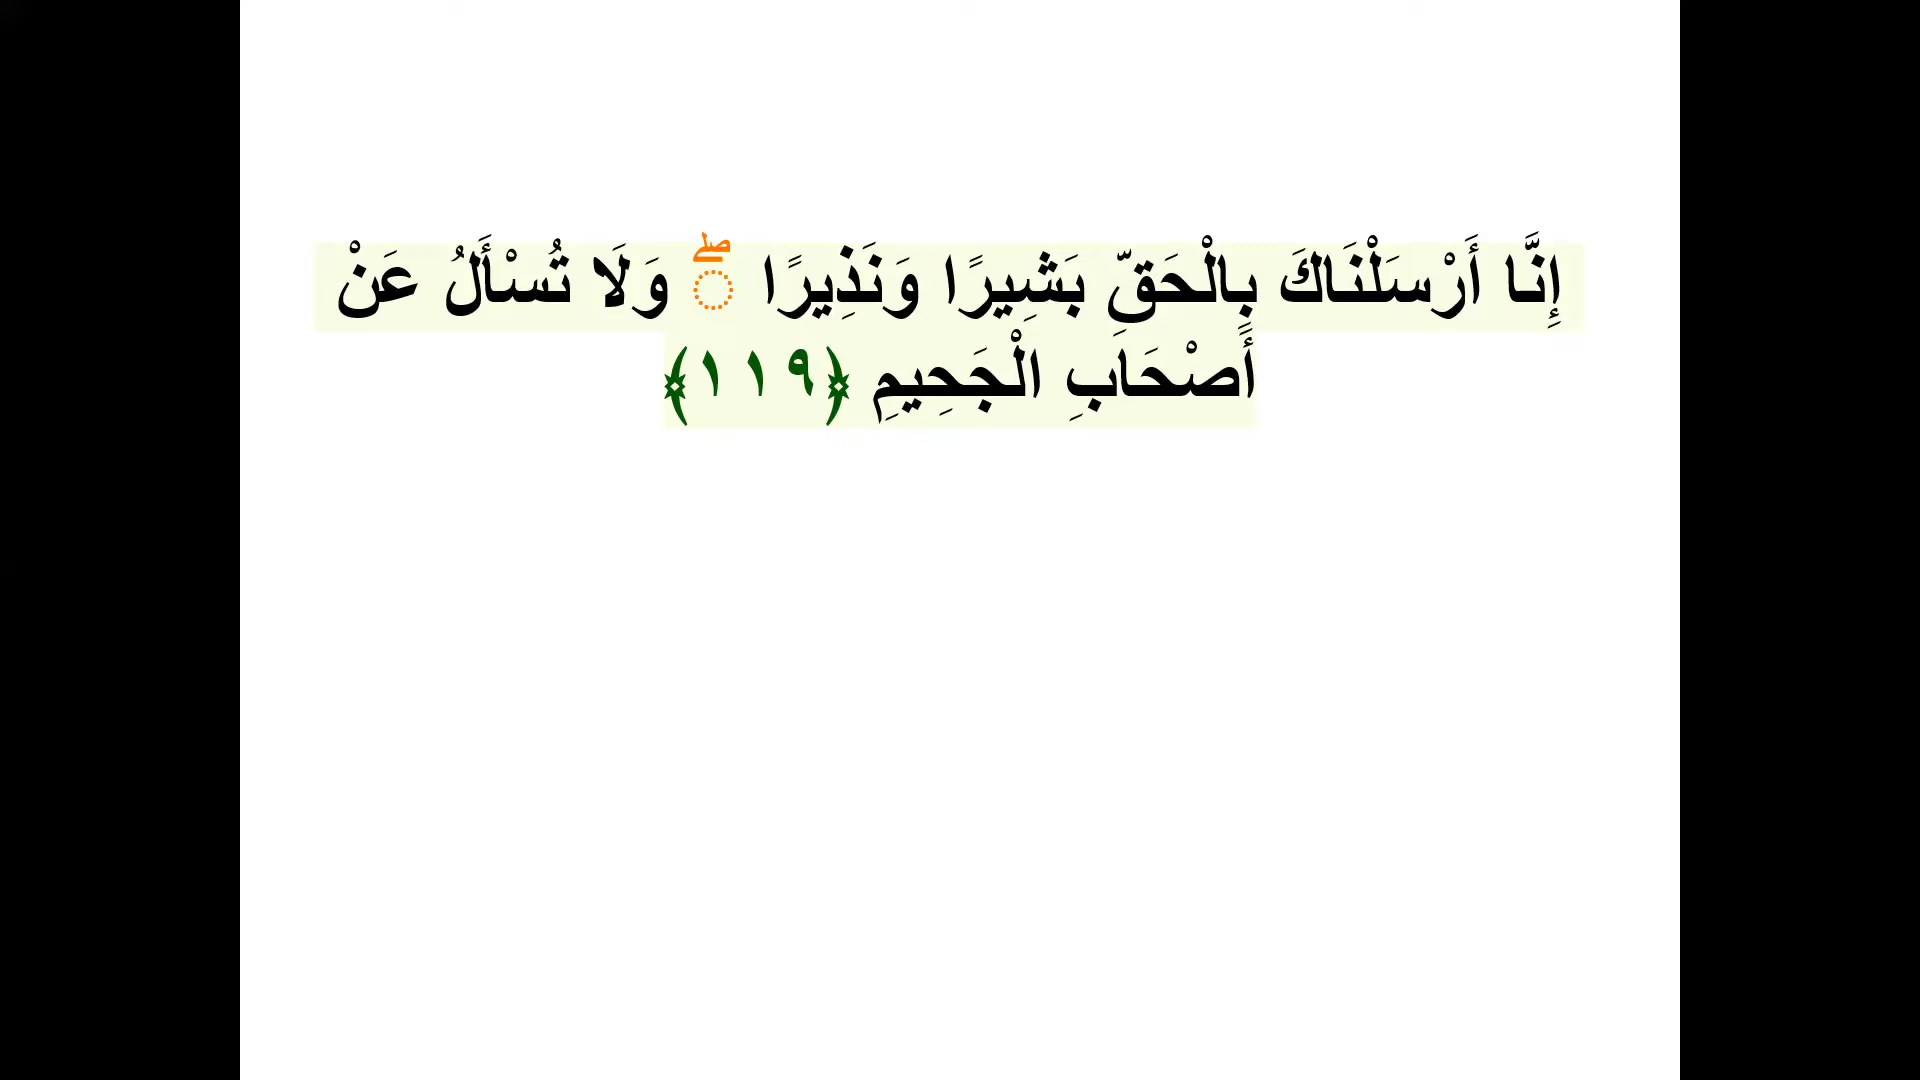 إِنَّا أَرْسَلْنَاكَ بِالْحَقِّ بَشِيرًا وَنَذِيرًا ۖ وَلَا تُسْأَلُ عَنْ
أَصْحَابِ الْجَحِيمِ ﴿١١٩﴾